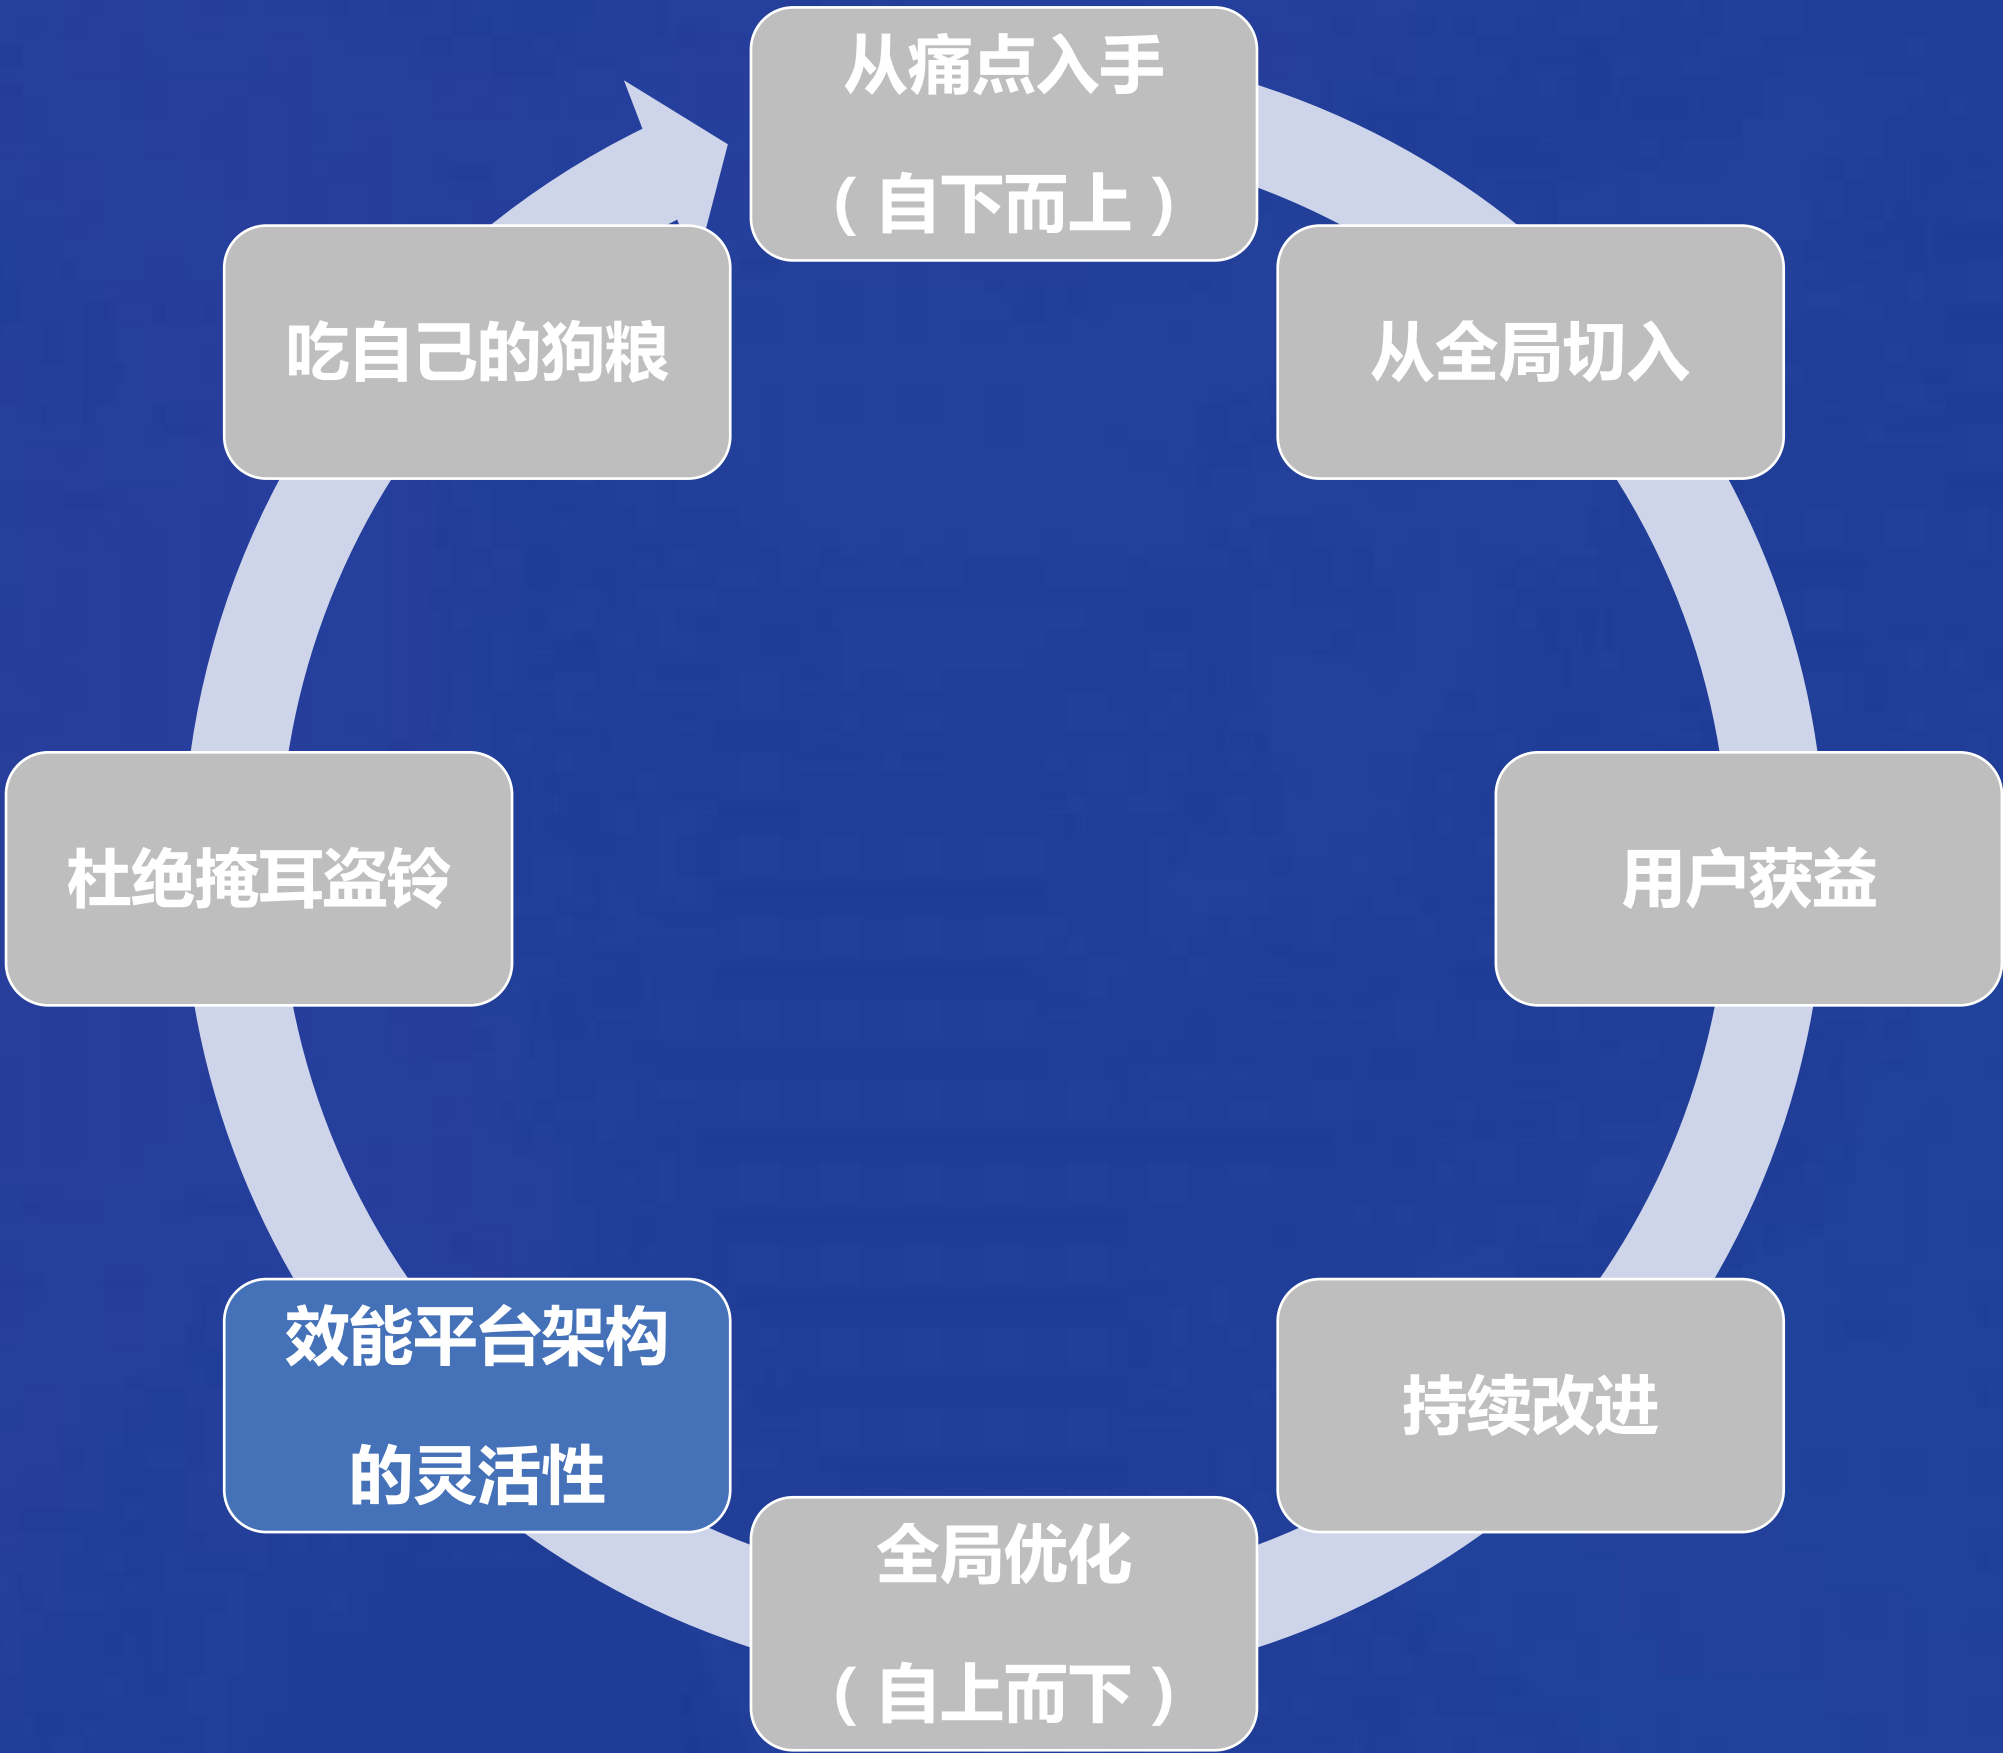 从痛点入手
（自下而上）
从全局切入
用户获益
持续改进
全局优化
（自上而下）
效能平台架构
的灵活性
杜绝掩耳盗铃
吃自己的狗粮